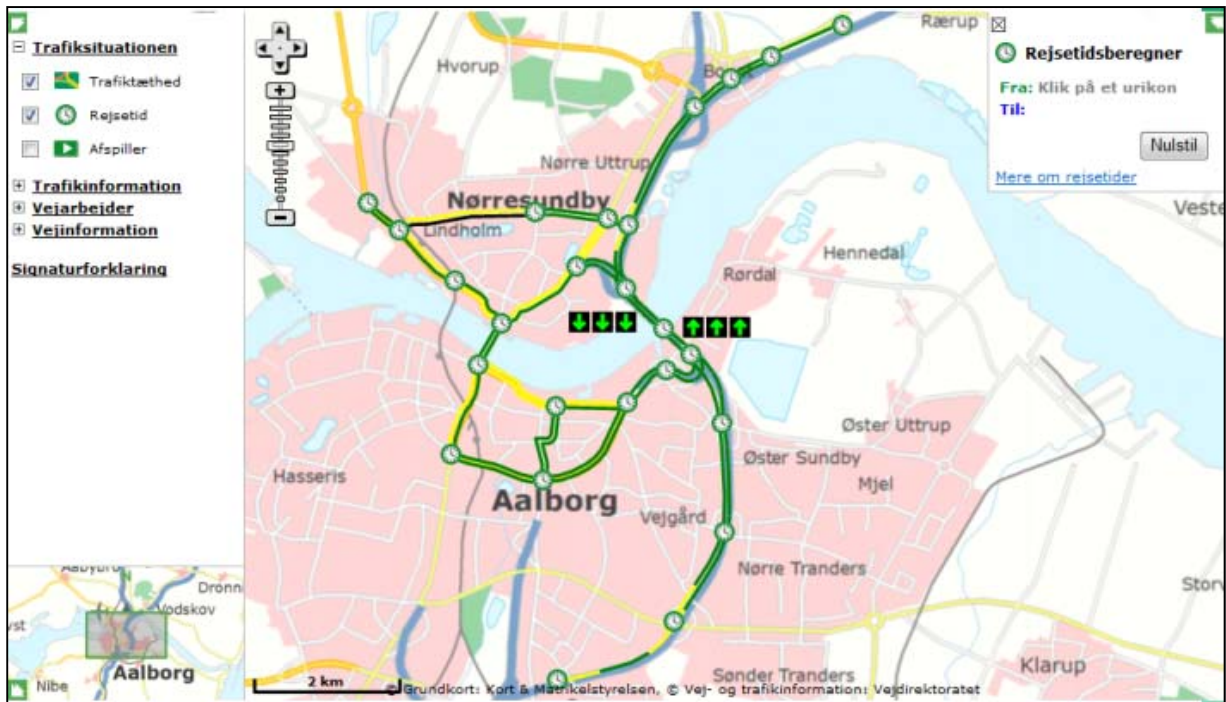 Trafiksituationen
Trafiktæthed
Rejsetid
Afspiller
Trafikinformation
Vejarbejder
Vejinformation
Signaturforklaring
Dronn
Vodskov
Aalborg
Nibe
Rærup
Hvorup
Nørre Uttrup
Nørresundby
Lindholm
Hennedal
Rørdal
Øster Uttrup
Øster Sundby
Mjel
Hasseris
Aalborg
Vejgård
Nørre Tranders
Storv
Klarup
Sønder Tranders
2 km
© Grundkort: Kort & Matrikelstyrelsen, © Vej- og trafikinformation: Vejdirektoratet
Rejsetidsberegner
Fra: Klik på et urikon
Til:
Nulstil
Mere om rejsetider
Veste